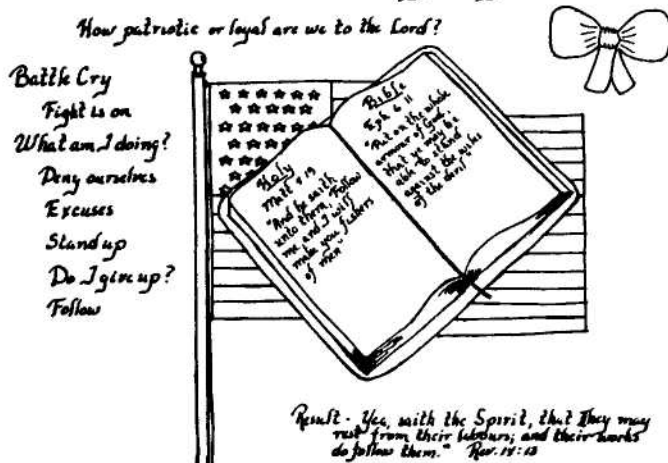 How patriotic or loyal are we to the Lord?
Battle Cry
Fight is on
What am I doing?
Deny ourselves
Excuses
Stand up
Do I give up?
Follow
Holy
Matt 4 19
"And he saith
unto them, Follow
me, and I will
make you fishers
of men"
Bible
Eph 6 11
"Put on the whole
armour of God,
that ye may be
able to stand
against the wiles
of the devil"
Result - Yea, saith the Spirit, that they may
rest from their labours; and their works
do follow them." Rev. 14:13